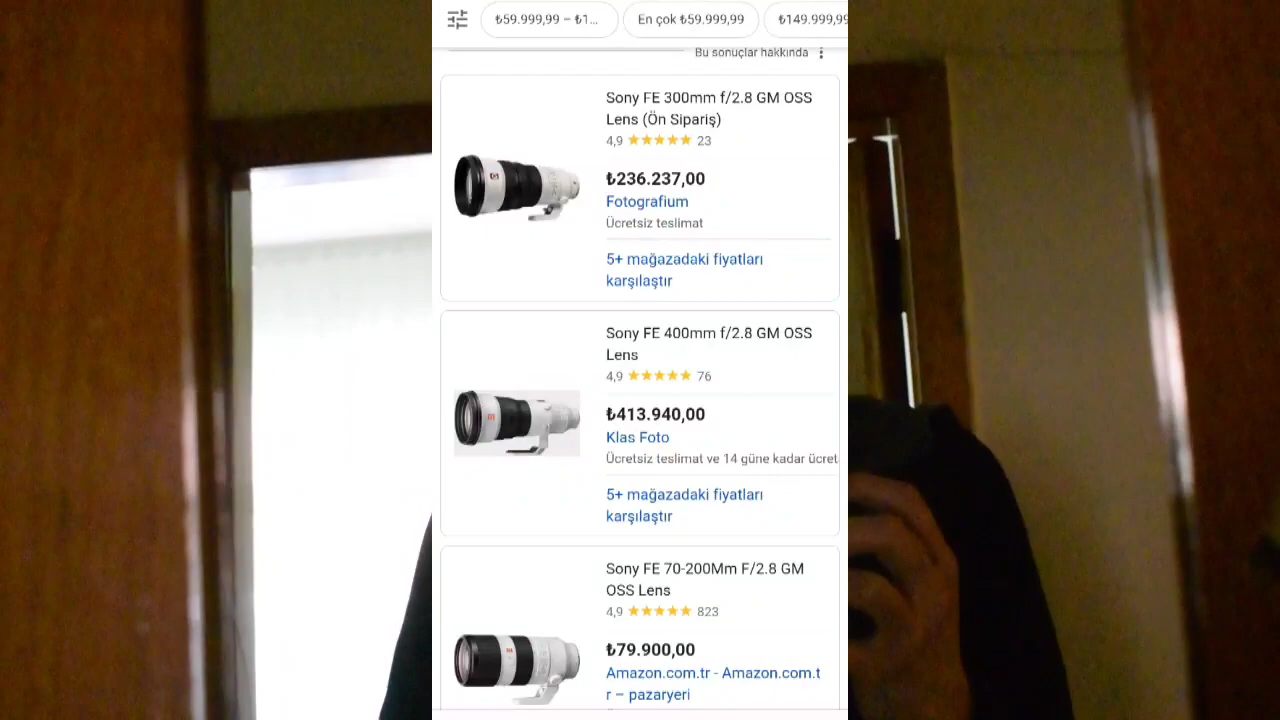 ₺59.999,99 – ₺1...
En çok ₺59.999,99
₺149.999,99
Bu sonuçlar hakkında
Sony FE 300mm f/2.8 GM OSS
Lens (Ön Sipariş)
4,9 ★★★★★ 23
₺236.237,00
Fotografium
Ücretsiz teslimat
5+ mağazadaki fiyatları
karşılaştır
Sony FE 400mm f/2.8 GM OSS
Lens
4,9 ★★★★★ 76
₺413.940,00
Klas Foto
Ücretsiz teslimat ve 14 güne kadar ücret
5+ mağazadaki fiyatları
karşılaştır
Sony FE 70-200Mm F/2.8 GM
OSS Lens
4,9 ★★★★★ 823
₺79.900,00
Amazon.com.tr - Amazon.com.t
r – pazaryeri